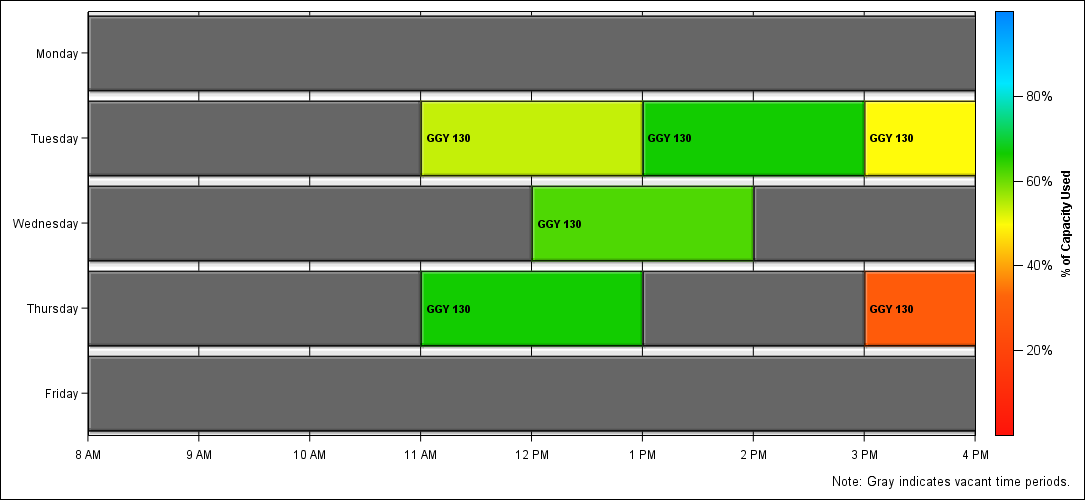 Monday
Tuesday
GGY 130
GGY 130
GGY 130
Wednesday
GGY 130
Thursday
GGY 130
GGY 130
Friday
8 AM
9 AM
10 AM
11 AM
12 PM
1 PM
2 PM
3 PM
4 PM
80%
60%
40%
20%
% of Capacity Used
Note: Gray indicates vacant time periods.